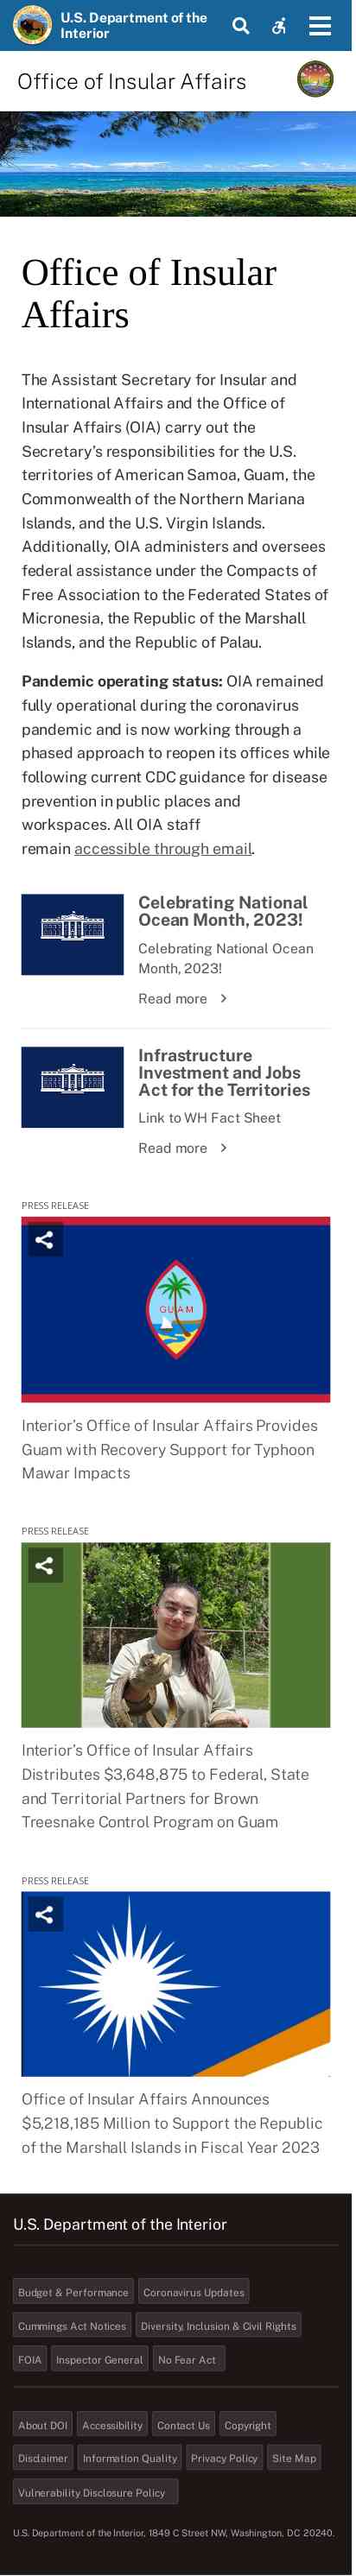 U.S. Department of the
Interior
Office of Insular Affairs
Office of Insular
Affairs
The Assistant Secretary for Insular and
International Affairs and the Office of
Insular Affairs (OIA) carry out the
Secretary’s responsibilities for the U.S.
territories of American Samoa, Guam, the
Commonwealth of the Northern Mariana
Islands, and the U.S. Virgin Islands.
Additionally, OIA administers and oversees
federal assistance under the Compacts of
Free Association to the Federated States of
Micronesia, the Republic of the Marshall
Islands, and the Republic of Palau.
Pandemic operating status: OIA remained
fully operational during the coronavirus
pandemic and is now working through a
phased approach to reopen its offices while
following current CDC guidance for disease
prevention in public places and
workspaces. All OIA staff
remain accessible through email.
Celebrating National
Ocean Month, 2023!
Celebrating National Ocean
Month, 2023!
Read more
Infrastructure
Investment and Jobs
Act for the Territories
Link to WH Fact Sheet
Read more
PRESS RELEASE
GUAM
Interior’s Office of Insular Affairs Provides
Guam with Recovery Support for Typhoon
Mawar Impacts
PRESS RELEASE
Interior’s Office of Insular Affairs
Distributes $3,648,875 to Federal, State
and Territorial Partners for Brown
Treesnake Control Program on Guam
PRESS RELEASE
Office of Insular Affairs Announces
$5,218,185 Million to Support the Republic
of the Marshall Islands in Fiscal Year 2023
U.S. Department of the Interior
Budget & Performance Coronavirus Updates
Cummings Act Notices Diversity, Inclusion & Civil Rights
FOIA Inspector General No Fear Act
About DOI Accessibility Contact Us Copyright
Disclaimer Information Quality Privacy Policy Site Map
Vulnerability Disclosure Policy
U.S. Department of the Interior, 1849 C Street NW, Washington, DC 20240.